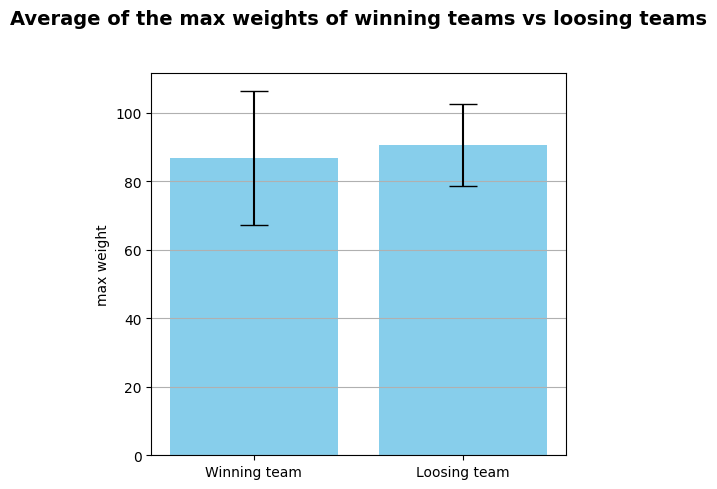 Average of the max weights of winning teams vs loosing teams
max weight
100
80
60
40
20
0
Winning team
Loosing team